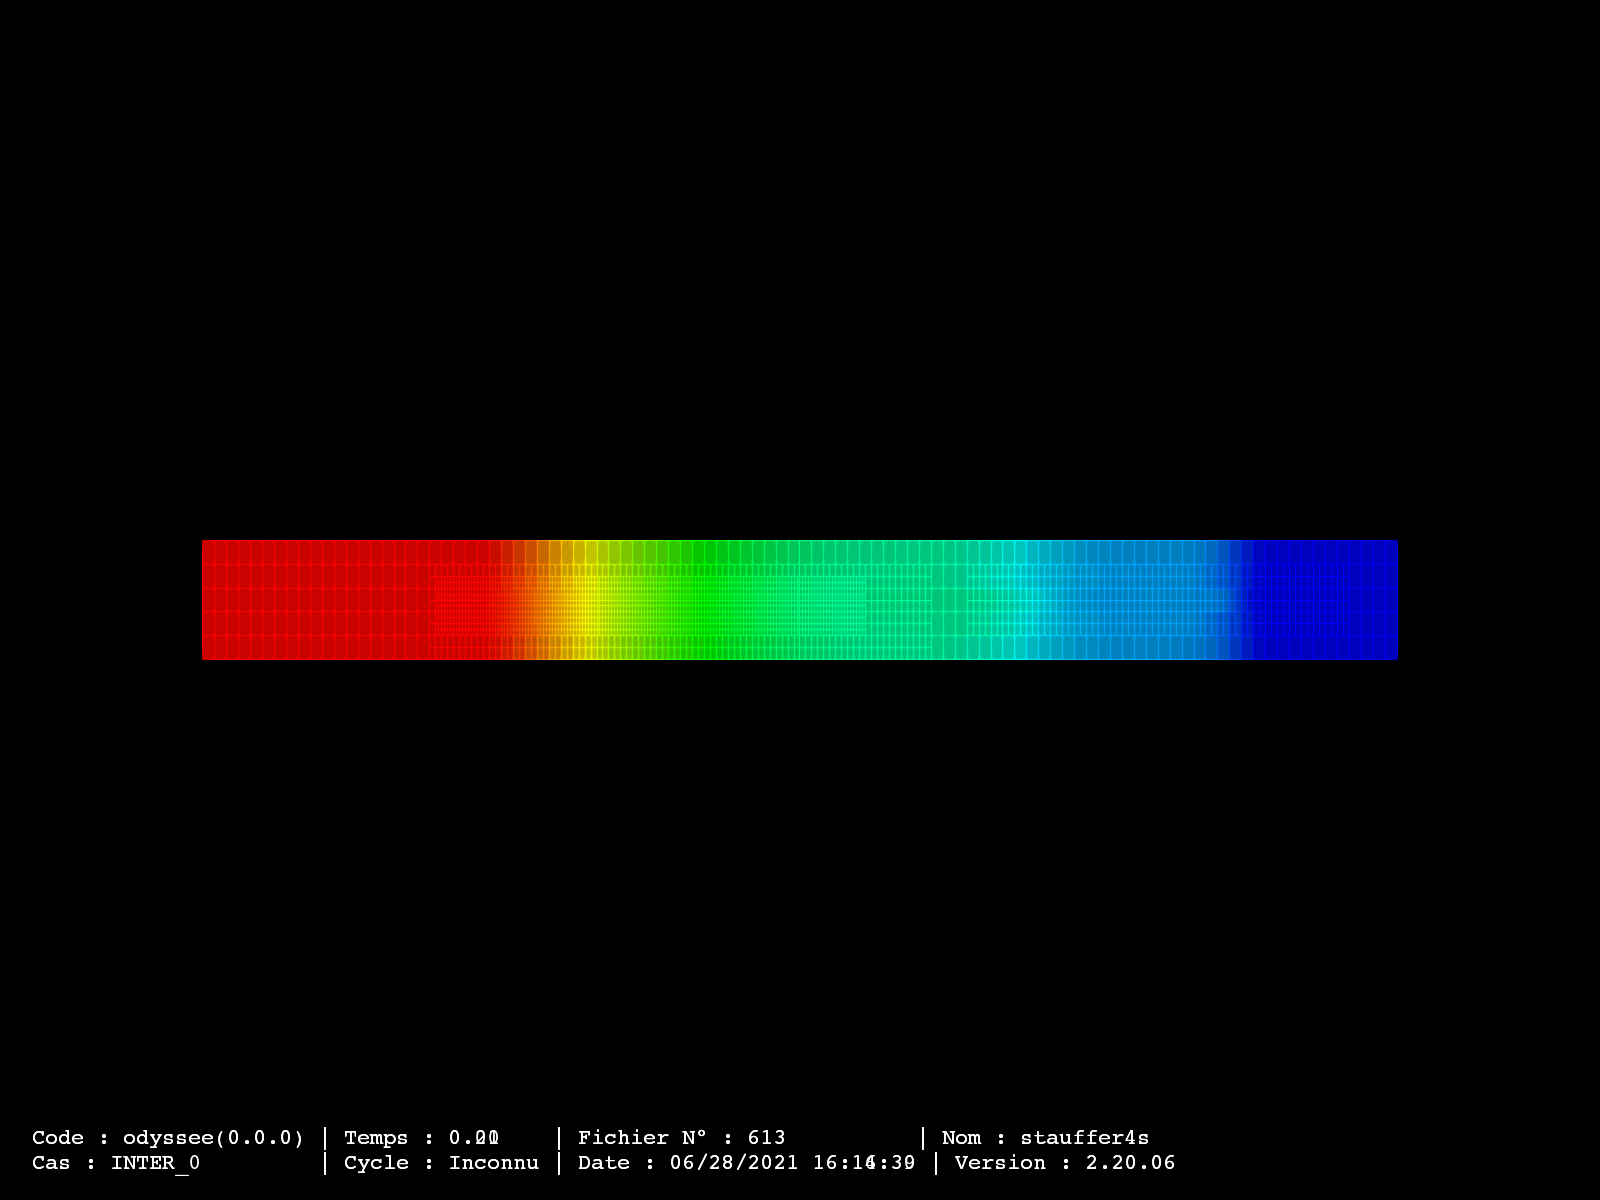 Code : odyssee(0.0.0) | Temps : | Fichier N° : 613 | Nom : stauffer4s
Cas : INTER_0 | Cycle : Inconnu | Date : 06/28/2021 | Version : 2.20.06